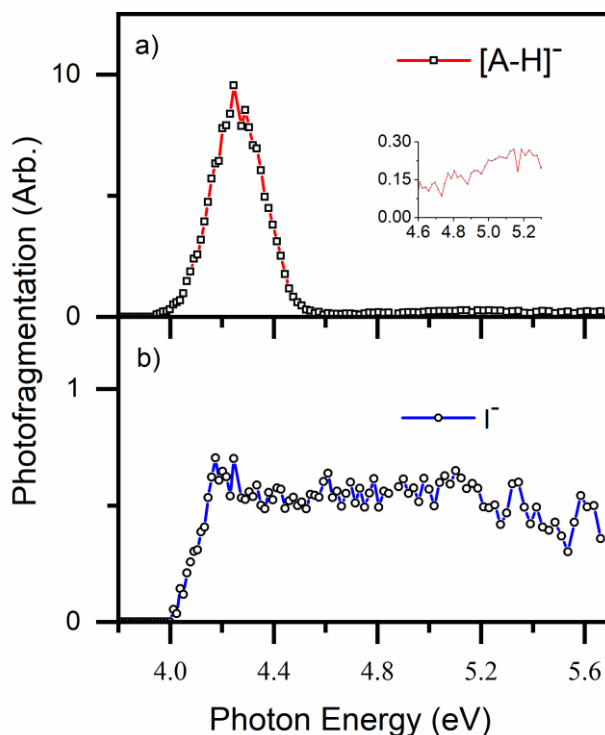 a)
[A-H]⁻
10
0.30
0.15
0.00
4.6 4.8 5.0 5.2
0
Photofragmentation (Arb.)
b)
I⁻
1
0
4.0 4.4 4.8 5.2 5.6
Photon Energy (eV)